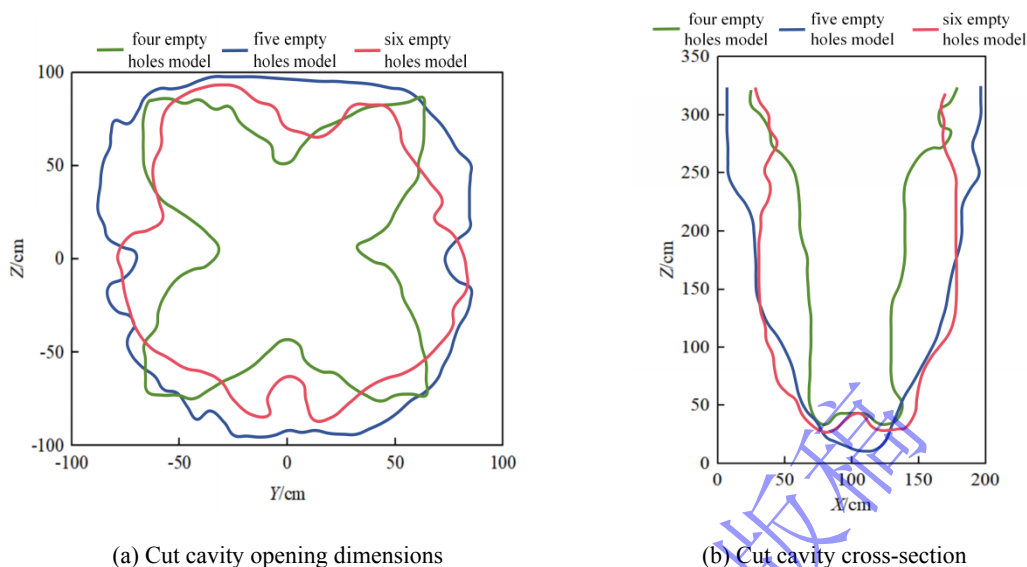 four empty holes model five empty holes model six empty holes model
100
50
0
-50
-100
Z/cm
-100 -50 0 50 100
Y/cm
(a) Cut cavity opening dimensions
four empty holes model five empty holes model six empty holes model
350
300
250
200
150
100
50
0
Z/cm
0 50 100 150 200
X/cm
(b) Cut cavity cross-section